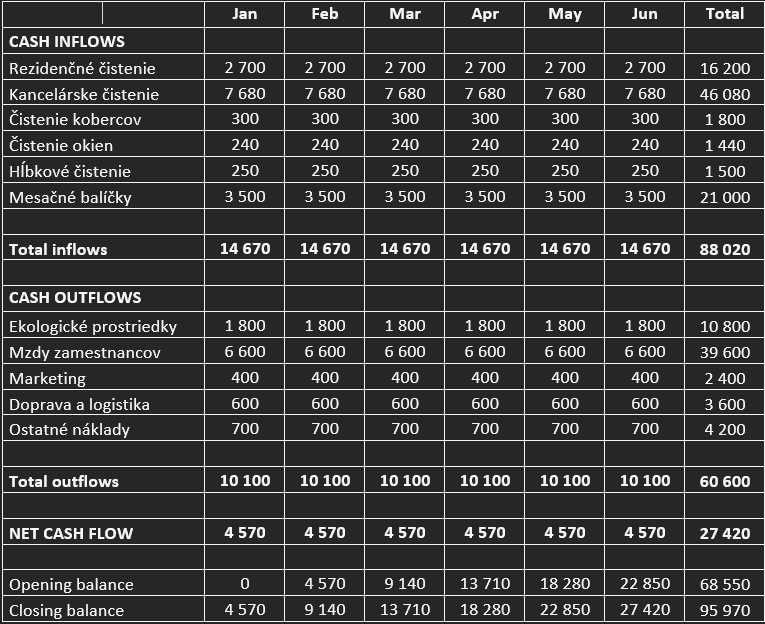 Jan Feb Mar Apr May Jun Total
CASH INFLOWS
Rezidenčné čistenie 2 700 2 700 2 700 2 700 2 700 2 700 16 200
Kancelárske čistenie 7 680 7 680 7 680 7 680 7 680 7 680 46 080
Čistenie kobercov 300 300 300 300 300 300 1 800
Čistenie okien 240 240 240 240 240 240 1 440
Hĺbkové čistenie 250 250 250 250 250 250 1 500
Mesačné balíčky 3 500 3 500 3 500 3 500 3 500 3 500 21 000
Total inflows 14 670 14 670 14 670 14 670 14 670 14 670 88 020
CASH OUTFLOWS
Ekologické prostriedky 1 800 1 800 1 800 1 800 1 800 1 800 10 800
Mzdy zamestnancov 6 600 6 600 6 600 6 600 6 600 6 600 39 600
Marketing 400 400 400 400 400 400 2 400
Doprava a logistika 600 600 600 600 600 600 3 600
Ostatné náklady 700 700 700 700 700 700 4 200
Total outflows 10 100 10 100 10 100 10 100 10 100 10 100 60 600
NET CASH FLOW 4 570 4 570 4 570 4 570 4 570 4 570 27 420
Opening balance 0 4 570 9 140 13 710 18 280 22 850 68 550
Closing balance 4 570 9 140 13 710 18 280 22 850 27 420 95 970